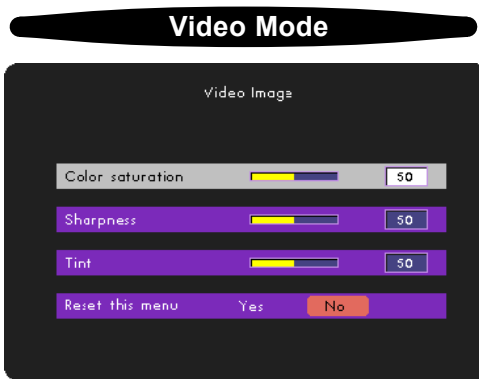 Video Mode
Video Image
Color saturation 50
Sharpness 50
Tint 50
Reset this menu Yes No